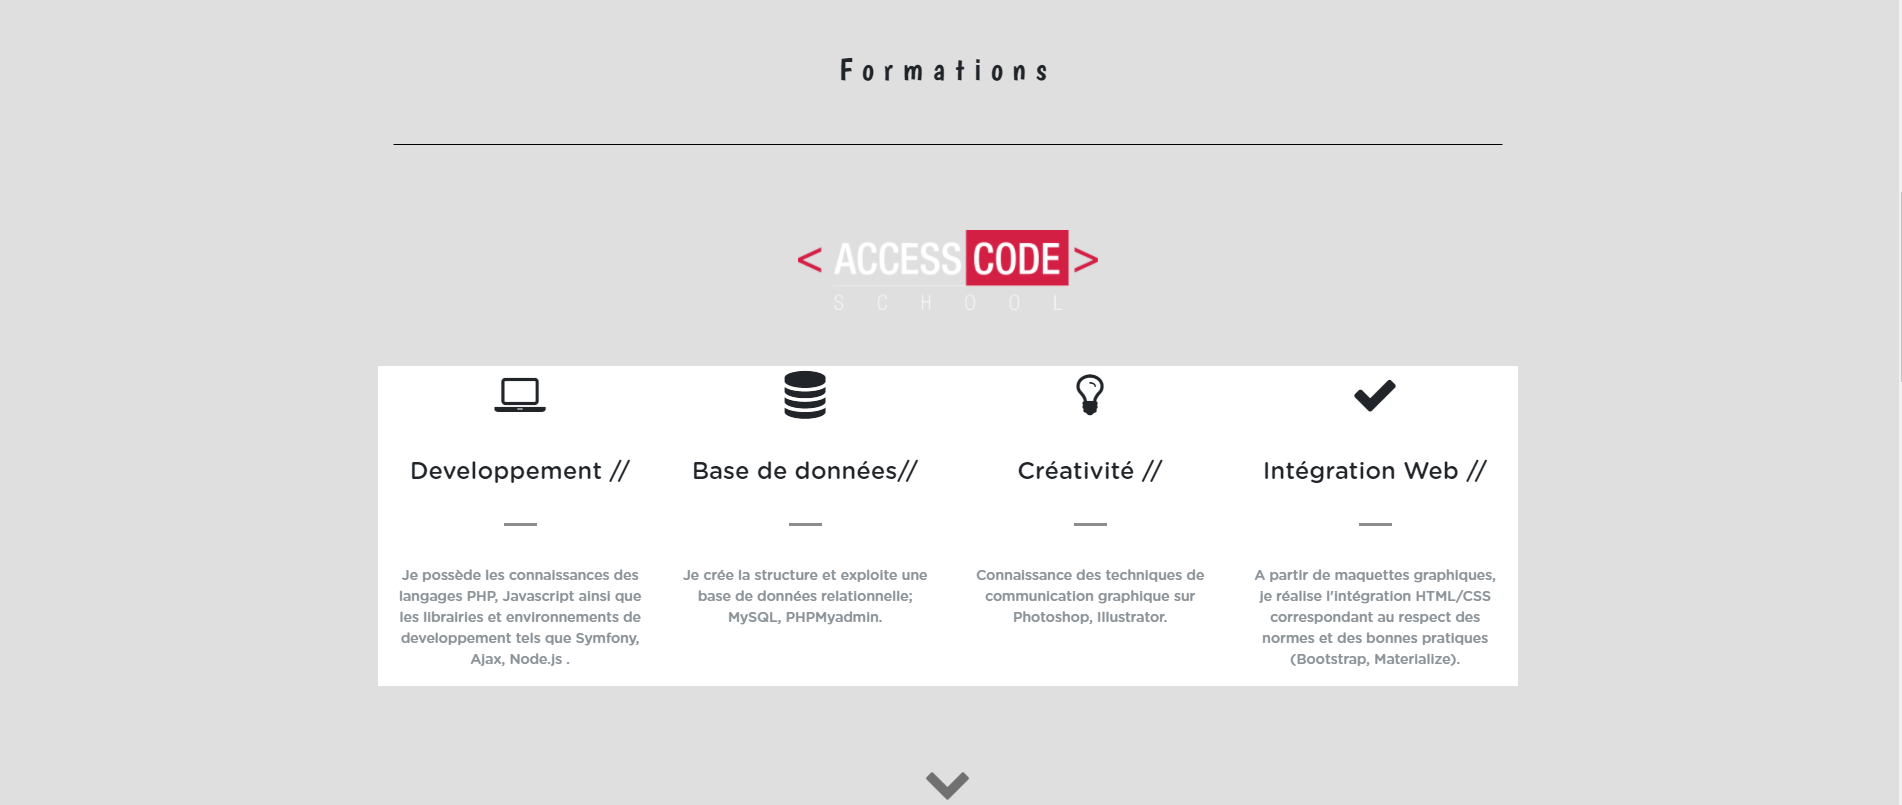 Formations
< ACCESS CODE >
SCHOOL
Developpement //
Je possède les connaissances des
langages PHP, Javascript ainsi que
les librairies et environnements de
developpement tels que Symfony,
Ajax, Node.js .
Base de données//
Je crée la structure et exploite une
base de données relationnelle;
MySQL, PHPMyadmin.
Créativité //
Connaissance des techniques de
communication graphique sur
Photoshop, Illustrator.
Intégration Web //
A partir de maquettes graphiques,
je réalise l'intégration HTML/CSS
correspondant au respect des
normes et des bonnes pratiques
(Bootstrap, Materialize).